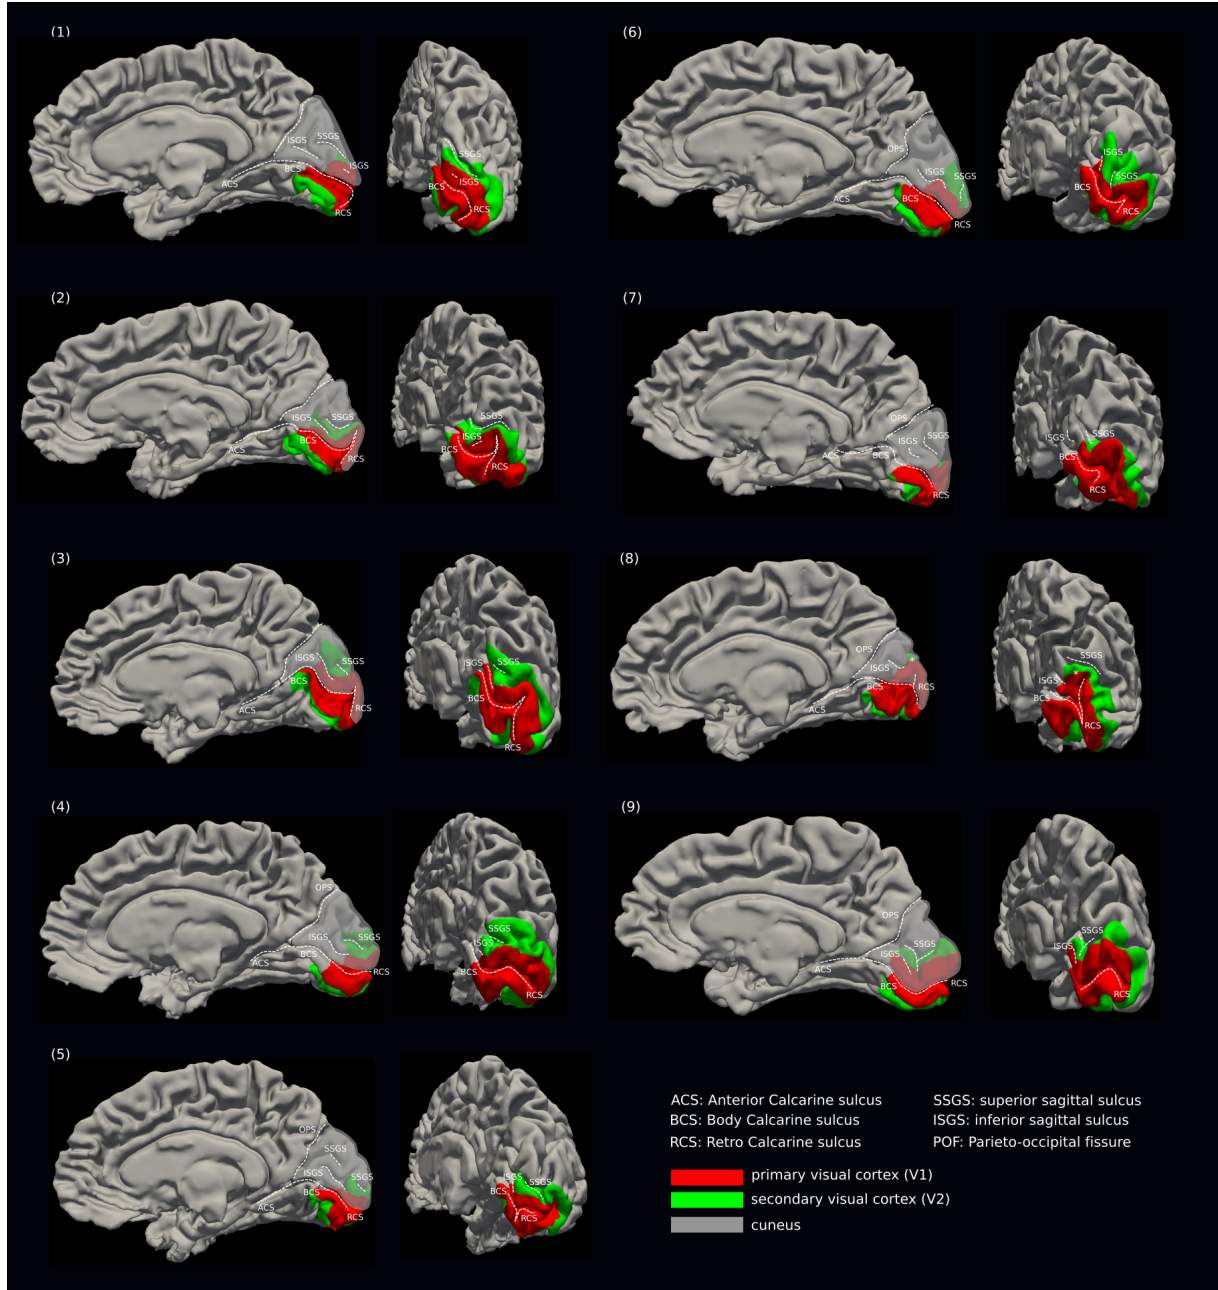 (1)
ISGS
SSGS
BCS
ISGS
ACS
RCS
SSGS
BCS
ISGS
RCS
(6)
OPS
ISGS
BCS
SSGS
ACS
RCS
ISGS
BCS
SSGS
RCS
(2)
ISGS
SSGS
BCS
ACS
RCS
SSGS
ISGS
BCS
RCS
(7)
OPS
SSGS
ISGS
ACS
BCS
RCS
ISGS
SSGS
BCS
RCS
(3)
ISGS
SSGS
BCS
ACS
RCS
ISGS
SSGS
BCS
RCS
(8)
OPS
ISGS
BCS
RCS
ACS
SSGS
ISGS
BCS
RCS
(4)
OPS
ISGS
SSGS
BCS
ACS
RCS
SSGS
ISGS
BCS
RCS
(9)
OPS
ISGS
SSGS
ACS
BCS
RCS
SSGS
ISGS
BCS
RCS
(5)
OPS
SSGS
ISGS
BCS
ACS
RCS
ISGS
SSGS
BCS
RCS
ACS: Anterior Calcarine sulcus
BCS: Body Calcarine sulcus
RCS: Retro Calcarine sulcus
SSGS: superior sagittal sulcus
ISGS: inferior sagittal sulcus
POF: Parieto-occipital fissure
primary visual cortex (V1)
secondary visual cortex (V2)
cuneus